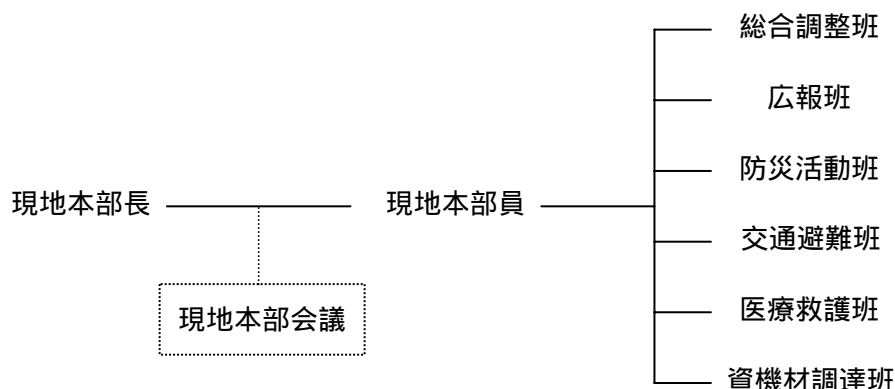 現地本部長
現地本部会議
現地本部員
総合調整班
広報班
防災活動班
交通避難班
医療救護班
資機材調達班